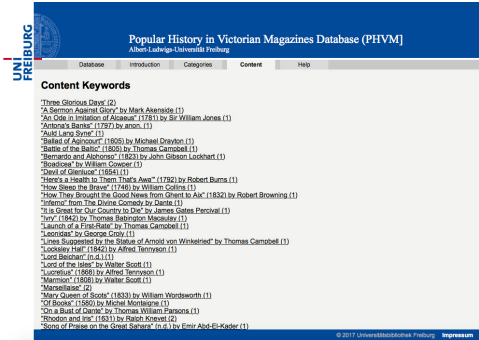 UNI
FREIBURG
Popular History in Victorian Magazines Database (PHVM]
Albert-Ludwigs-Universität Freiburg
Database Introduction Categories Content Help
Content Keywords
'Three Glorious Days' (2)
"A Sermon Against Glory" by Mark Akenside (1)
"An Ode in Imitation of Alcaeus" (1781) by Sir William Jones (1)
"Antona's Banks" (1797) by anon. (1)
"Auld Lang Syne" (1)
"Ballad of Agincourt" (1605) by Michael Drayton (1)
"Battle of the Baltic" (1805) by Thomas Campbell (1)
"Bernardo and Alphonso" (1823) by John Gibson Lockhart (1)
"Boadicea" by William Cowper (1)
"Devil of Glenluce" (1654) (1)
"Here's a Health to Them That's Awa'" (1792) by Robert Burns (1)
"How Sleep the Brave" (1746) by William Collins (1)
"How They Brought the Good News from Ghent to Aix" (1832) by Robert Browning (1)
"Inferno" from The Divine Comedy by Dante (1)
"It is Great for Our Country to Die" by James Gates Percival (1)
"Ivry" (1842) by Thomas Babington Macaulay (1)
"Launch of a First-Rate" by Thomas Campbell (1)
"Leonidas" by George Croly (1)
"Lines Suggested by the Statue of Arnold von Winkelried" by Thomas Campbell (1)
"Locksley Hall" (1842) by Alfred Tennyson (1)
"Lord Beichan" (n.d.) (1)
"Lord of the Isles" by Walter Scott (1)
"Lucretius" (1868) by Alfred Tennyson (1)
"Marmion" (1808) by Walter Scott (1)
"Marseillaise" (2)
"Mary Queen of Scots" (1833) by William Wordsworth (1)
"Of Books" (1580) by Michel Montaigne (1)
"On a Bust of Dante" by Thomas William Parsons (1)
"Rhodon and Iris" (1631) by Ralph Knevet (2)
"Song of Praise on the Great Sahara" (n.d.) by Emir Abd-El-Kader (1)
© 2017 Universitätsbibliothek Freiburg Impressum